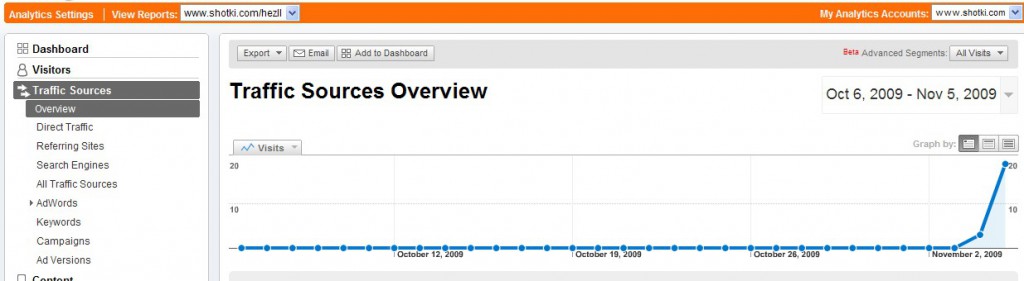 Analytics Settings | View Reports: www.shotki.com/hezll My Analytics Accounts: www.shotki.com
Dashboard
Visitors
Traffic Sources
Overview
Direct Traffic
Referring Sites
Search Engines
All Traffic Sources
AdWords
Keywords
Campaigns
Ad Versions
Content
Export Email Add to Dashboard Beta Advanced Segments: All Visits
Traffic Sources Overview Oct 6, 2009 - Nov 5, 2009
Visits Graph by:
20 20
10 10
October 12, 2009 October 19, 2009 October 26, 2009 November 2, 2009